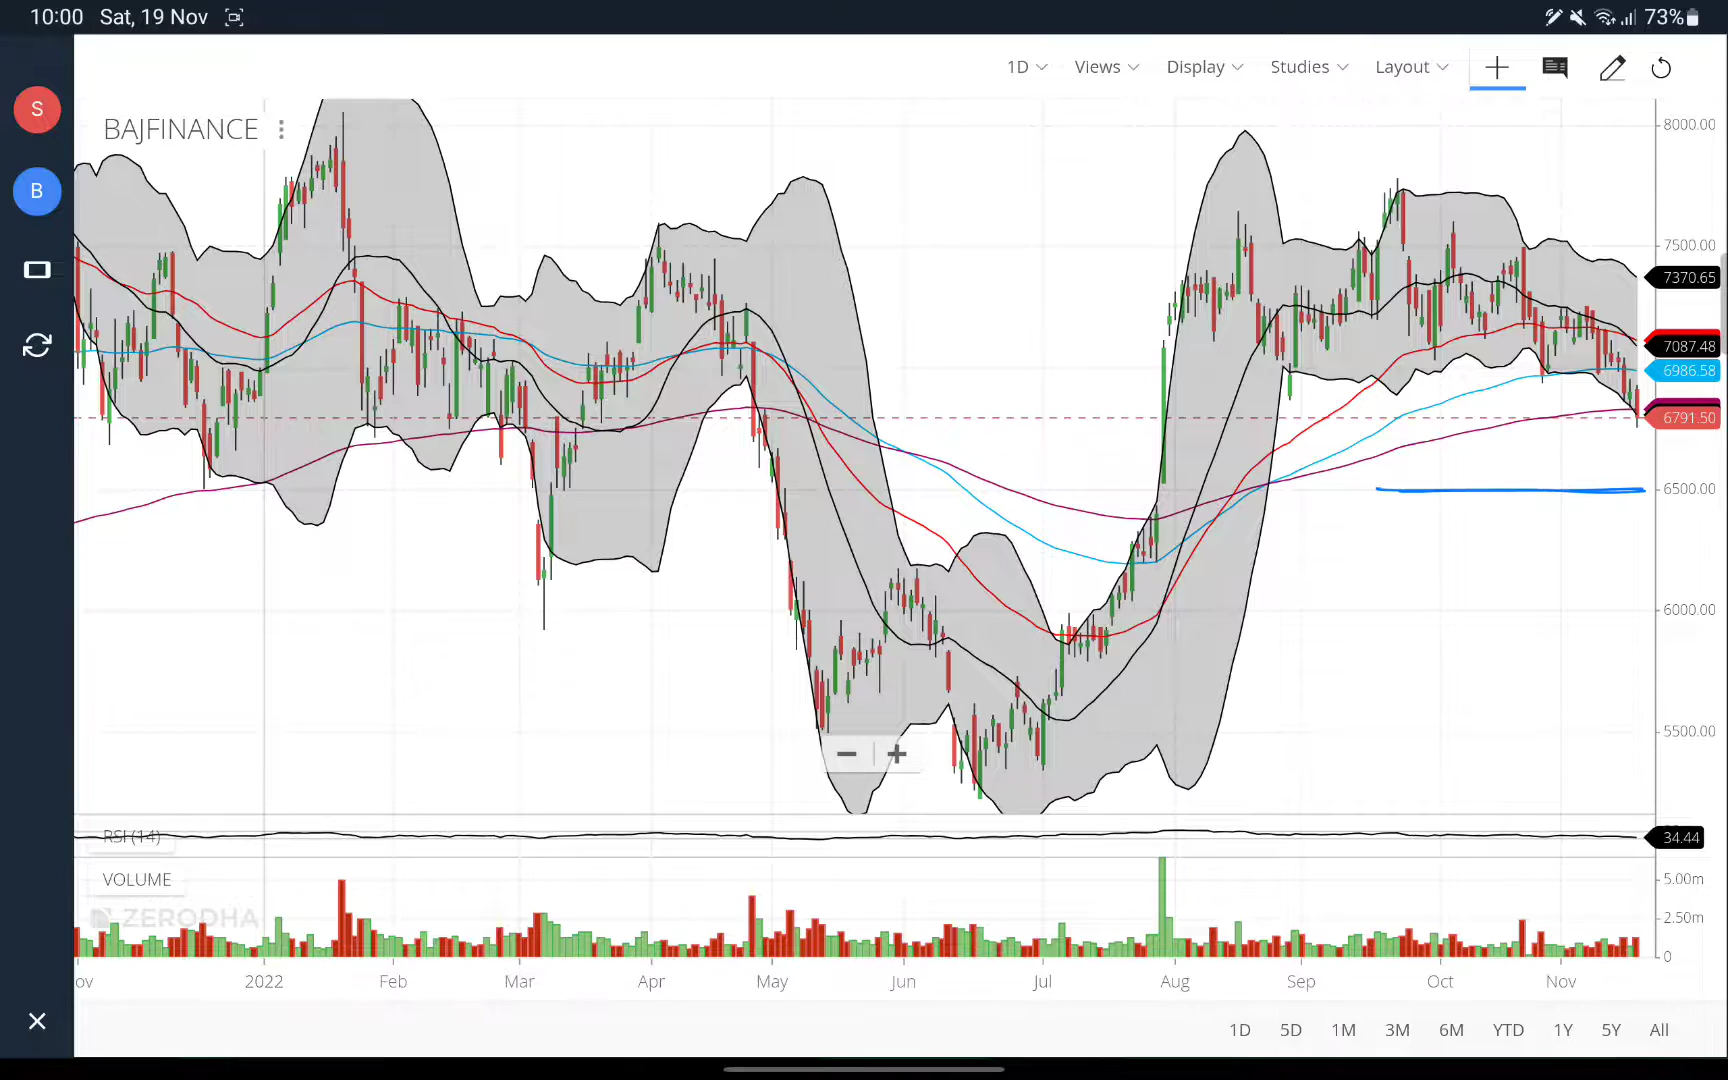 10:00 Sat, 19 Nov
73%
S
B
1D Views Display Studies Layout
BAJFINANCE
8000.00
7500.00
7370.65
7087.48
6986.58
6791.50
6500.00
6000.00
5500.00
RSI (14)
34.44
VOLUME
ZERODHA
5.00m
2.50m
0
ov 2022 Feb Mar Apr May Jun Jul Aug Sep Oct Nov
1D 5D 1M 3M 6M YTD 1Y 5Y All